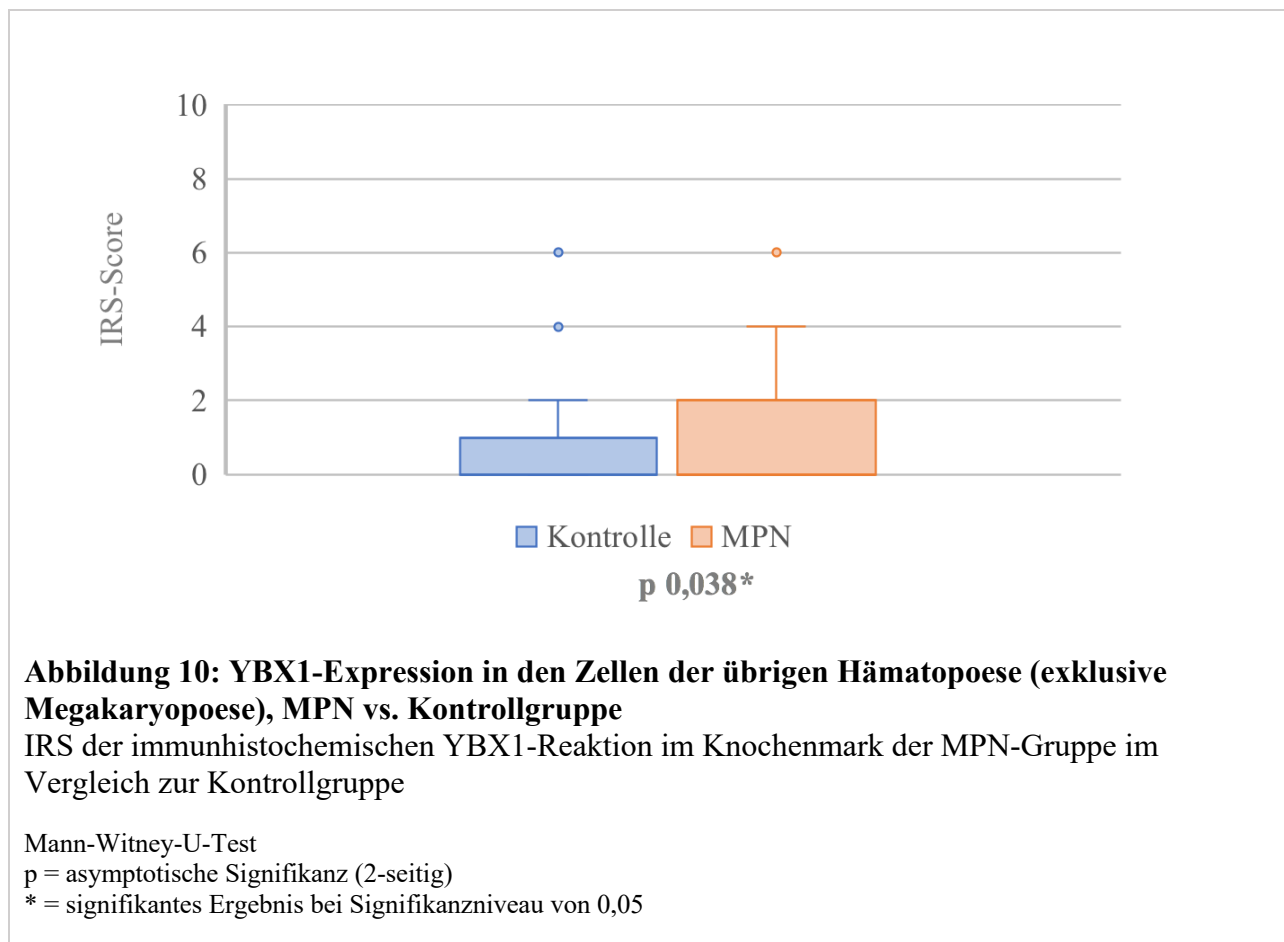 10
8
6
4
2
0
IRS-Score
Kontrolle MPN
p 0,038*
Abbildung 10: YBX1-Expression in den Zellen der übrigen Hämatopoese (exklusive
Megakaryopoese), MPN vs. Kontrollgruppe
IRS der immunhistochemischen YBX1-Reaktion im Knochenmark der MPN-Gruppe im
Vergleich zur Kontrollgruppe
Mann-Witney-U-Test
p = asymptotische Signifikanz (2-seitig)
* = signifikantes Ergebnis bei Signifikanzniveau von 0,05